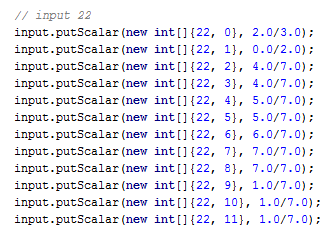 // input 22
input.putScalar(new int[]{22, 0}, 2.0/3.0);
input.putScalar(new int[]{22, 1}, 0.0/2.0);
input.putScalar(new int[]{22, 2}, 4.0/7.0);
input.putScalar(new int[]{22, 3}, 4.0/7.0);
input.putScalar(new int[]{22, 4}, 5.0/7.0);
input.putScalar(new int[]{22, 5}, 5.0/7.0);
input.putScalar(new int[]{22, 6}, 6.0/7.0);
input.putScalar(new int[]{22, 7}, 7.0/7.0);
input.putScalar(new int[]{22, 8}, 7.0/7.0);
input.putScalar(new int[]{22, 9}, 1.0/7.0);
input.putScalar(new int[]{22, 10}, 1.0/7.0);
input.putScalar(new int[]{22, 11}, 1.0/7.0);